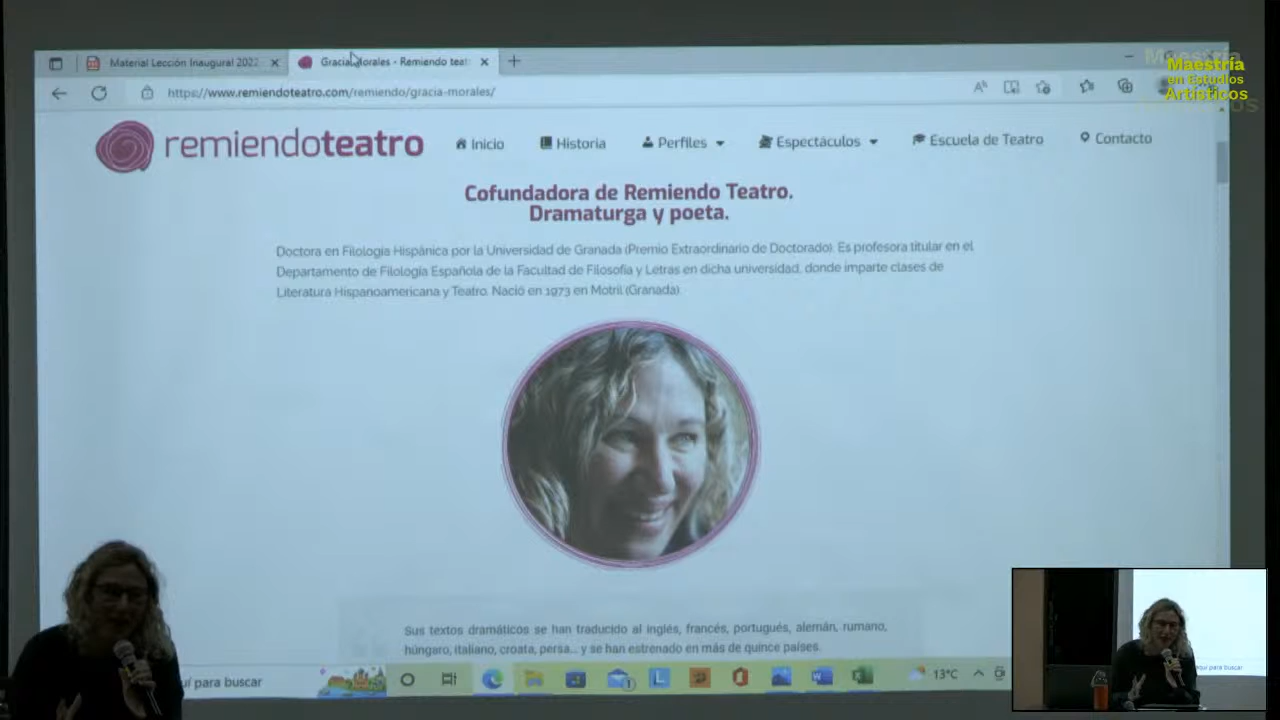 Material Lección Inaugural 2022
Gracia Morales - Remiendo teat
https://www.remiendoteatro.com/remiendo/gracia-morales/
Maestría
en Estudios
Artísticos
remiendoteatro
Inicio
Historia
Perfiles
Espectáculos
Escuela de Teatro
Contacto
Cofundadora de Remiendo Teatro.
Dramaturga y poeta.
Doctora en Filología Hispánica por la Universidad de Granada (Premio Extraordinario de Doctorado). Es profesora titular en el
Departamento de Filología Española de la Facultad de Filosofía y Letras en dicha universidad, donde imparte clases de
Literatura Hispanoamericana y Teatro. Nació en 1973 en Motril (Granada).
Sus textos dramáticos se han traducido al inglés, francés, portugués, alemán, rumano,
húngaro, italiano, croata, persa... y se han estrenado en más de quince países.
uí para buscar
13°C